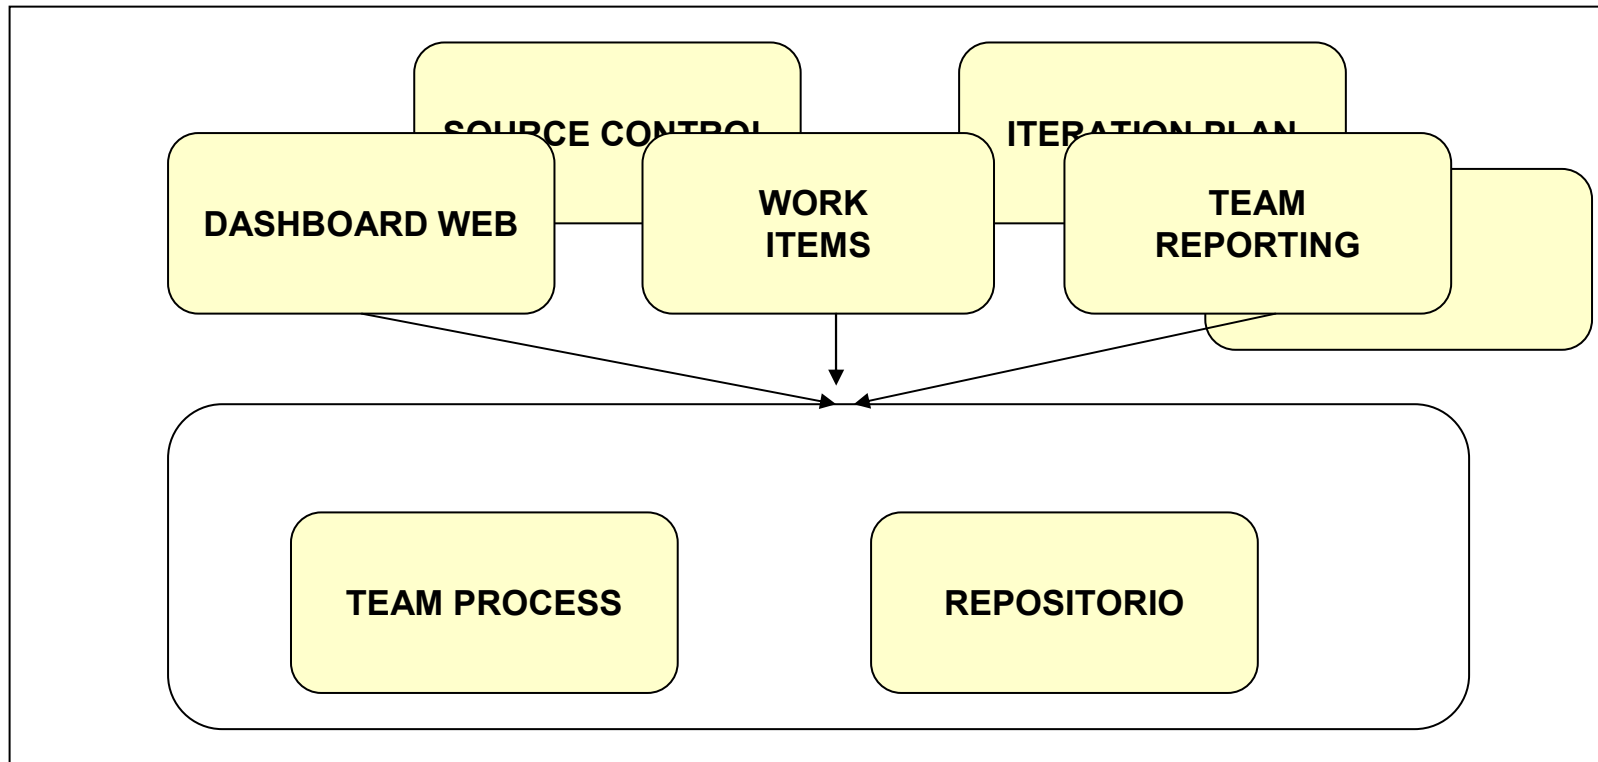 SOURCE CONTROL
ITERATION PLAN
DASHBOARD WEB
WORK
ITEMS
TEAM
REPORTING
TEAM PROCESS
REPOSITORIO